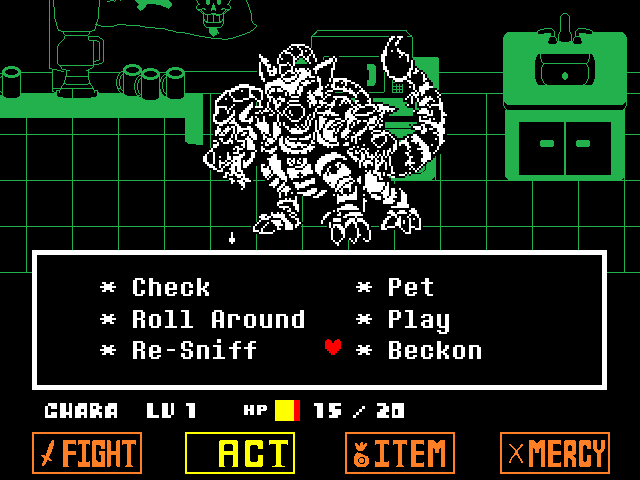 * Check * Pet
* Roll Around * Play
* Re-Sniff * Beckon
CHARA LV 1 HP 15 / 20
FIGHT ACT ITEM MERCY